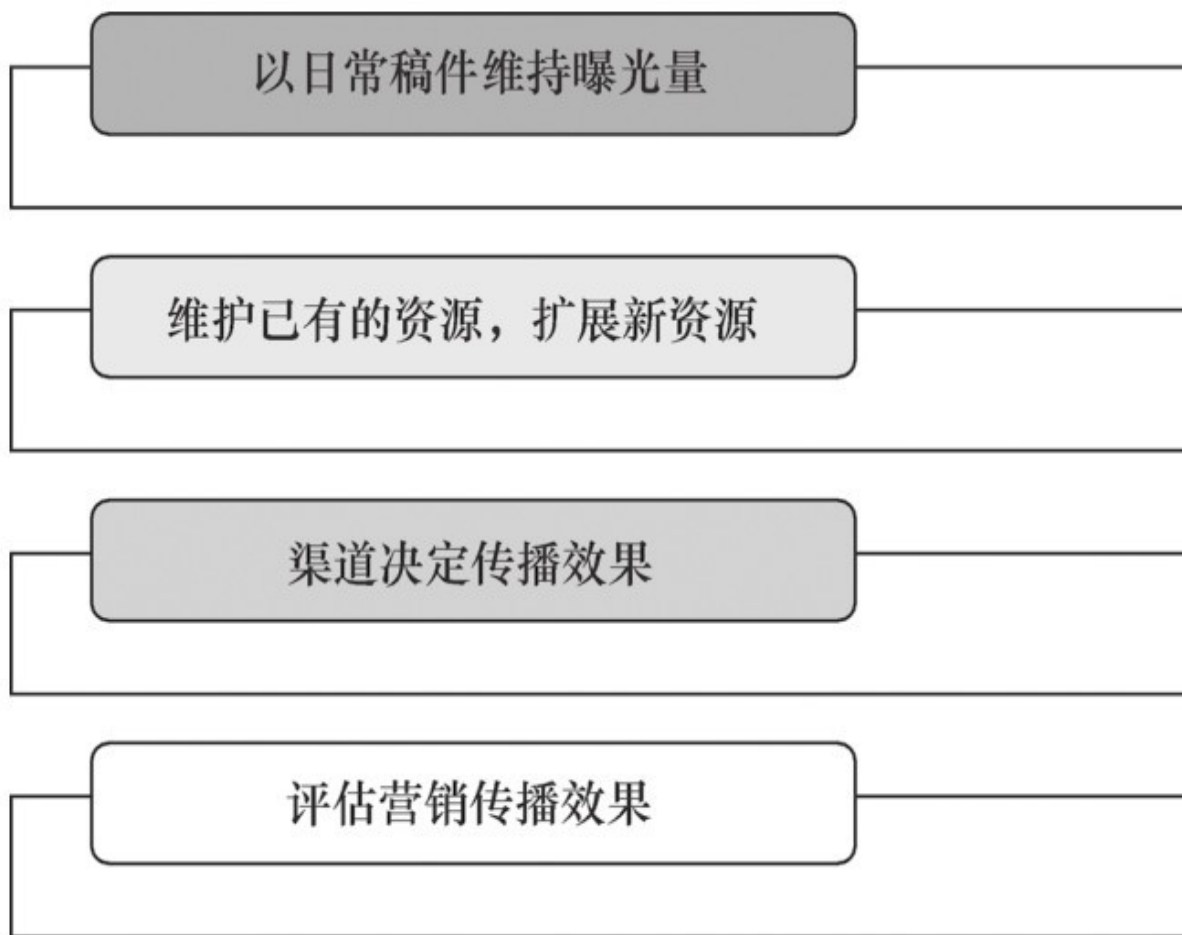 以日常稿件维持曝光量
维护已有的资源，扩展新资源
渠道决定传播效果
评估营销传播效果